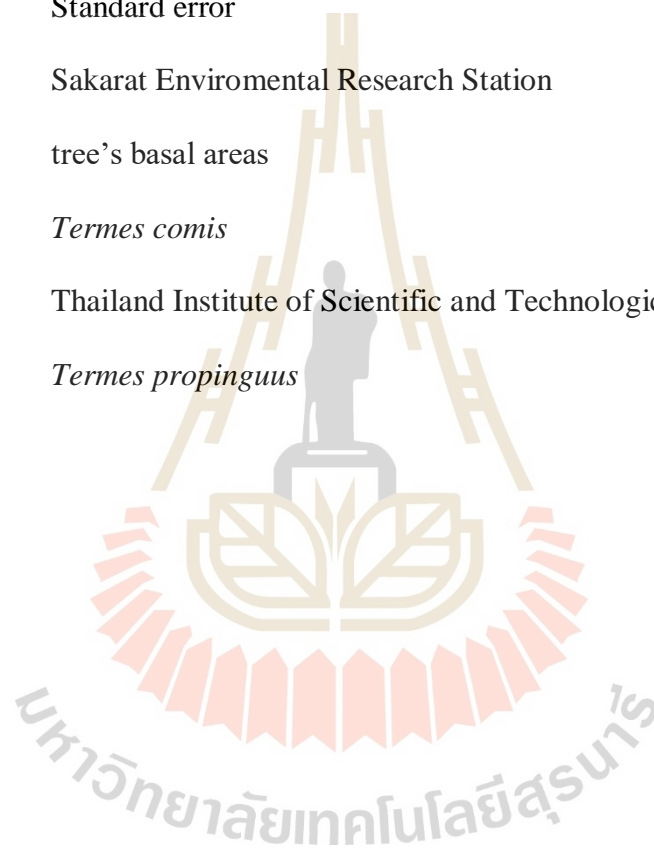 Standard error
Sakarat Enviromental Research Station
tree’s basal areas
Termes comis
Thailand Institute of Scientific and Technologic
Termes propinguus
มหาวิทยาลัยเทคโนโลยีสุรนาร